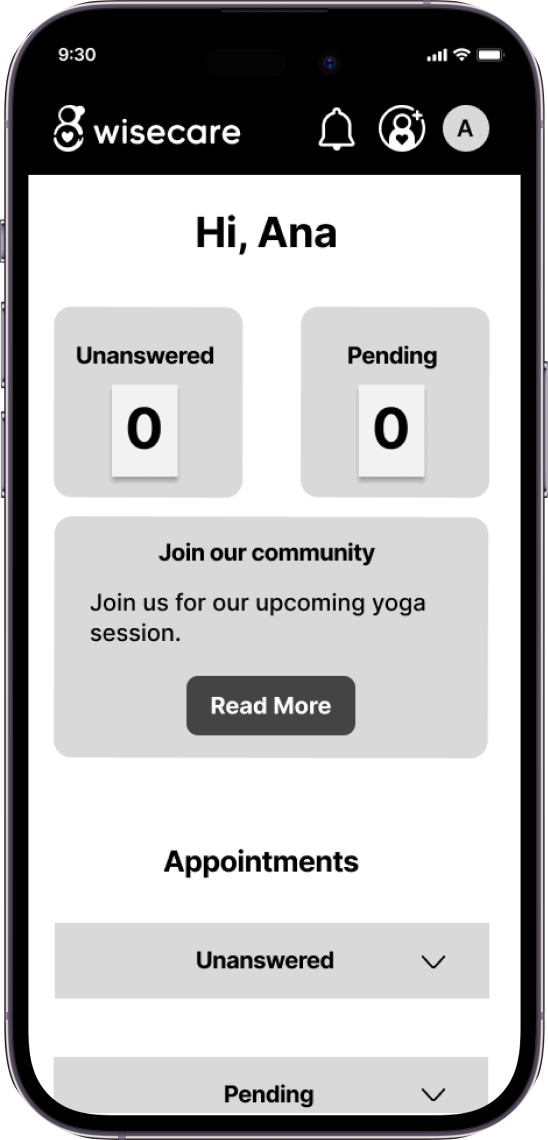 9:30
wisecare
A
Hi, Ana
Unanswered
Pending
0
0
Join our community
Join us for our upcoming yoga
session.
Read More
Appointments
Unanswered
Pending